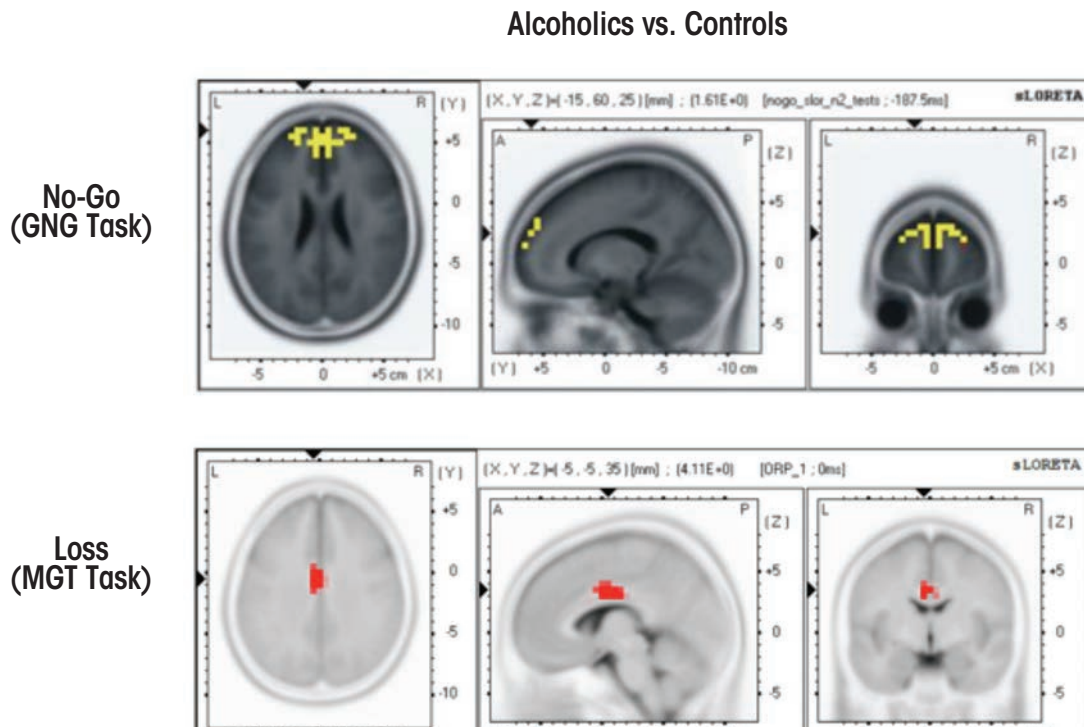 Alcoholics vs. Controls
No-Go
(GNG Task)
L R (Y)
+5
0
-5
-10
-5 0 +5 cm (X)
(X, Y, Z)=(-15, 60, 25) [mm] ; (1.61E+0) [nogo_slor_n2_tests ; -187.5ms] sLORETA
A P (Z)
+5
0
-5
(Y) +5 0 -5 -10 cm
L R (Z)
+5
0
-5
-5 0 +5 cm (X)
Loss
(MGT Task)
L R (Y)
+5
0
-5
-10
(X, Y, Z)=(-5, -5, 35) [mm] ; (4.11E+0) [ORP_1 ; 0ms] sLORETA
A P (Z)
+5
0
-5
L R (Z)
+5
0
-5